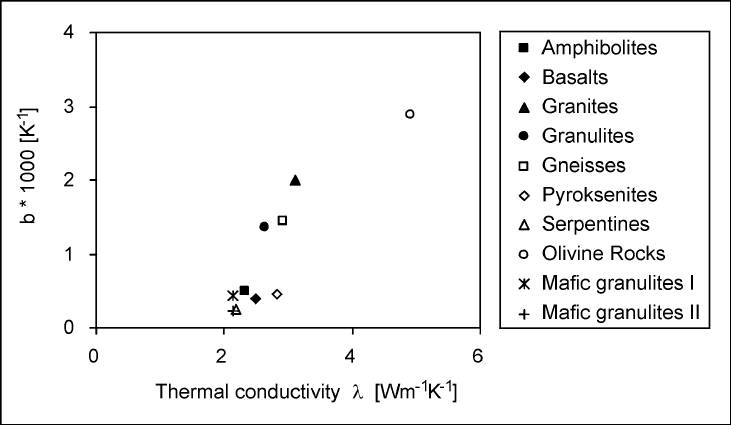 4
3
2
1
0
b * 1000 [K⁻¹]
0 2 4 6
Thermal conductivity λ [Wm⁻¹K⁻¹]
Amphibolites
Basalts
Granites
Granulites
Gneisses
Pyroksenites
Serpentines
Olivine Rocks
Mafic granulites I
Mafic granulites II